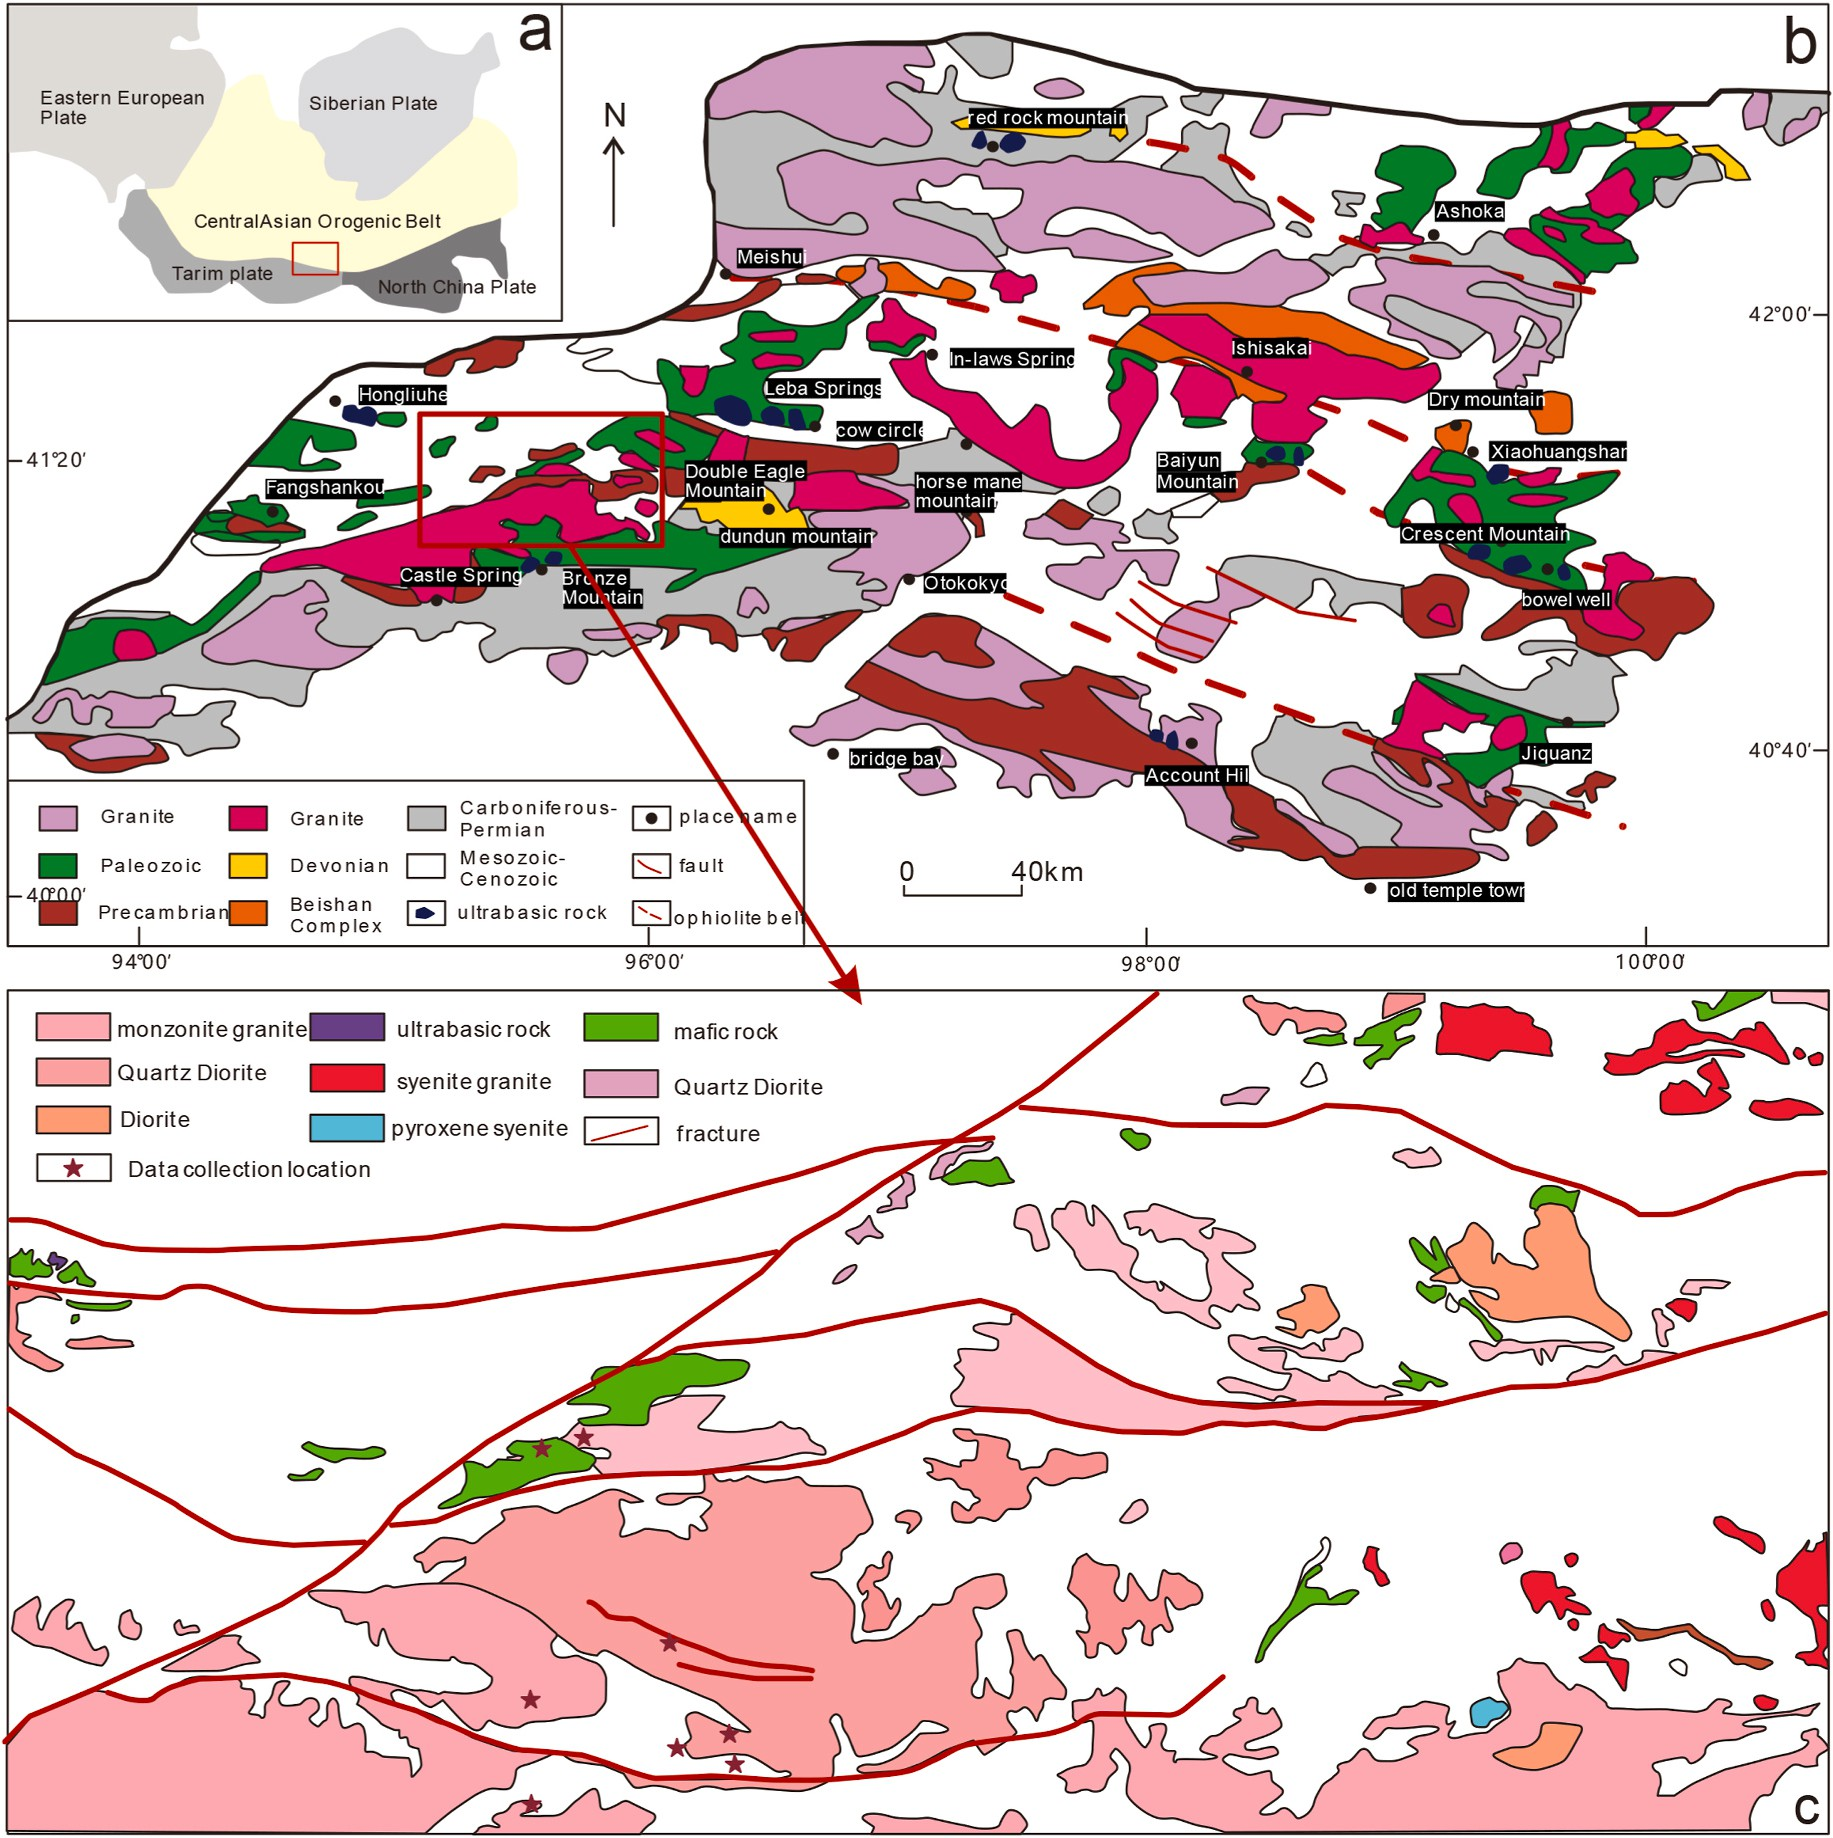 a
Eastern European
Plate
Siberian Plate
CentralAsian Orogenic Belt
Tarim plate
North China Plate
b
N
red rock mountain
Ashoka
Meishui
42°00′
In-laws Spring
Ishisakai
Hongliuhe
Leba Springs
Dry mountain
cow circle
41°20′
Xiaohuangshan
Baiyun
Mountain
Double Eagle
Mountain
horse mane
mountain
Fangshankou
dundun mountain
Crescent Mountain
Castle Spring
Bronze
Mountain
Otokokyo
bowel well
bridge bay
Account Hil
Jiquanz
40°40′
old temple town
Granite
Granite
Carboniferous-
Permian
place name
Paleozoic
Devonian
Mesozoic-
Cenozoic
fault
Precambrian
Beishan
Complex
ultrabasic rock
ophiolite belt
0
40km
40°00′
94°00′
96°00′
98°00′
100°00′
monzonite granite
ultrabasic rock
mafic rock
Quartz Diorite
syenite granite
Quartz Diorite
Diorite
pyroxene syenite
fracture
Data collection location
c